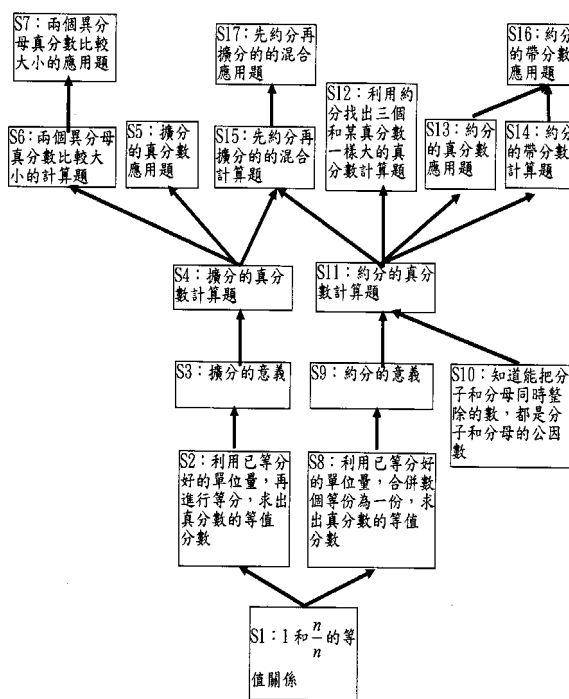 S7：兩個異分
母真分數比較
大小的應用題
S17：先約分再
擴分的的混合
應用題
S16：約分
的帶分數
應用題
S6：兩個異分母
真分數比較大
小的計算題
S5：擴分
的真分數
應用題
S15：先約分再
擴分的的混合
計算題
S12：利用約
分找出三個
和某真分數
一樣大的真
分數計算題
S13：約分
的真分數
應用題
S14：約分
的帶分數
計算題
S4：擴分的真分
數計算題
S11：約分的真分
數計算題
S3：擴分的意義
S9：約分的意義
S10：知道能把分
子和分母同時整
除的數，都是分
子和分母的公因
數
S2：利用已等分
好的單位量，再
進行等分，求出
真分數的等值
分數
S8：利用已等分好
的單位量，合併數
個等份為一份，求
出真分數的等值
分數
S1：1 和 n/n 的等
值關係